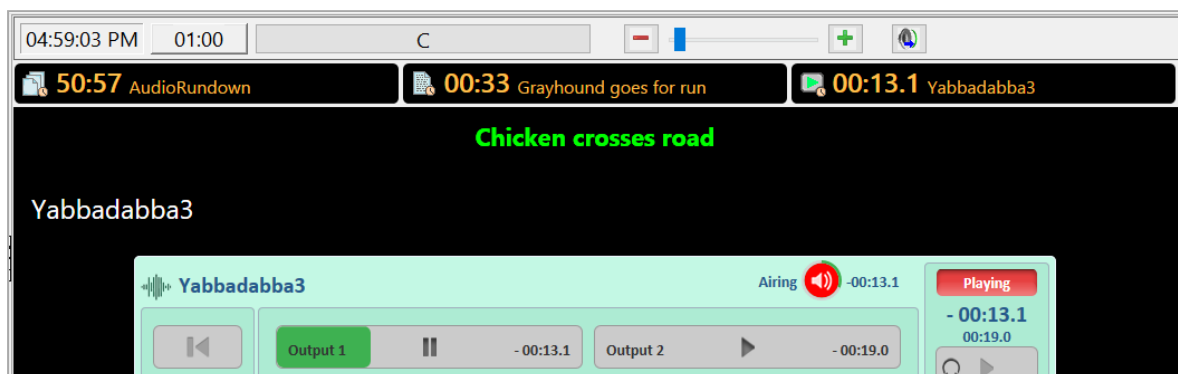 04:59:03 PM 01:00 C
50:57 AudioRundown 00:33 Grayhound goes for run 00:13.1 Yabbadabba3
Chicken crosses road
Yabbadabba3
Yabbadabba3 Airing -00:13.1 Playing
- 00:13.1
00:19.0
Output 1 - 00:13.1 Output 2 - 00:19.0